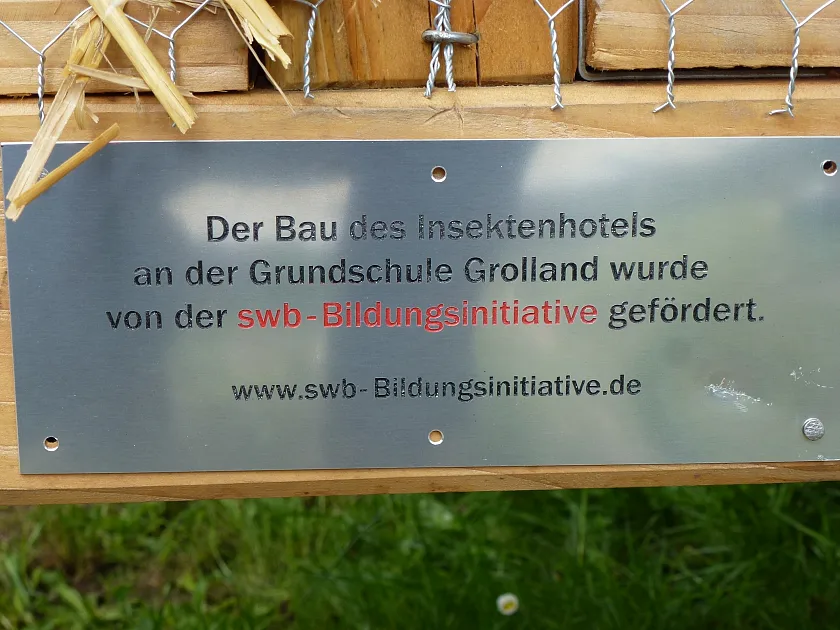 Der Bau des Insektenhotels
an der Grundschule Grolland wurde
von der swb-Bildungsinitiative gefördert.
www.swb-Bildungsinitiative.de